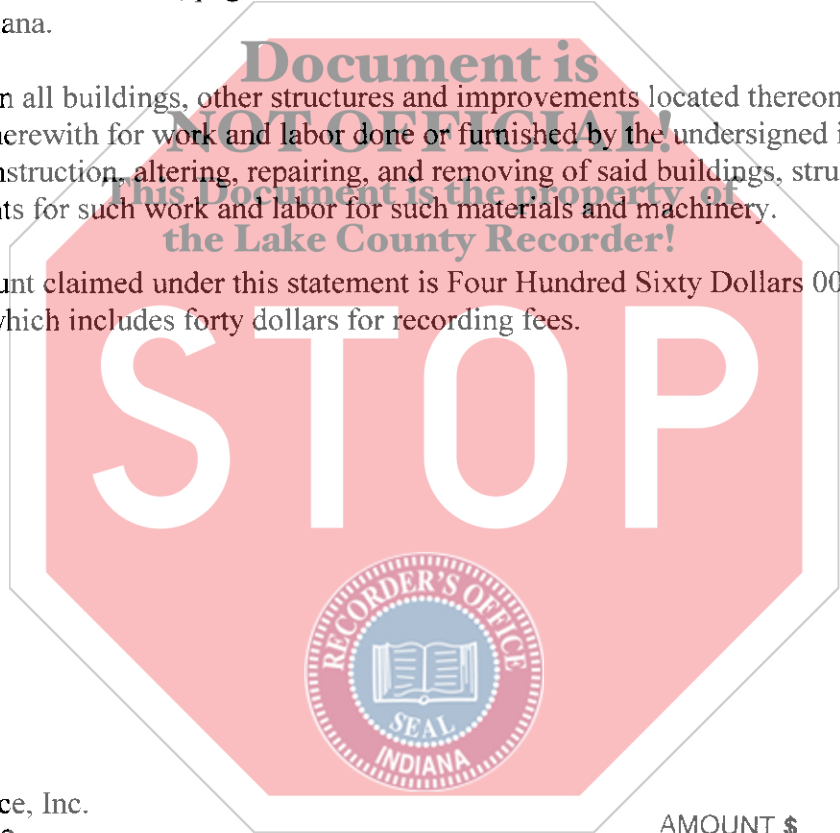 ana.
Document is
n all buildings, other structures and improvements located thereon
NOT OFFICIAL!
herewith for work and labor done or furnished by the undersigned i
nstruction, altering, repairing, and removing of said buildings, stru
This Document is the property of
nts for such work and labor for such materials and machinery.
the Lake County Recorder!
unt claimed under this statement is Four Hundred Sixty Dollars 00
which includes forty dollars for recording fees.
STOP
RECORDER'S OFFICE
SEAL
INDIANA
ce, Inc.
AMOUNT $